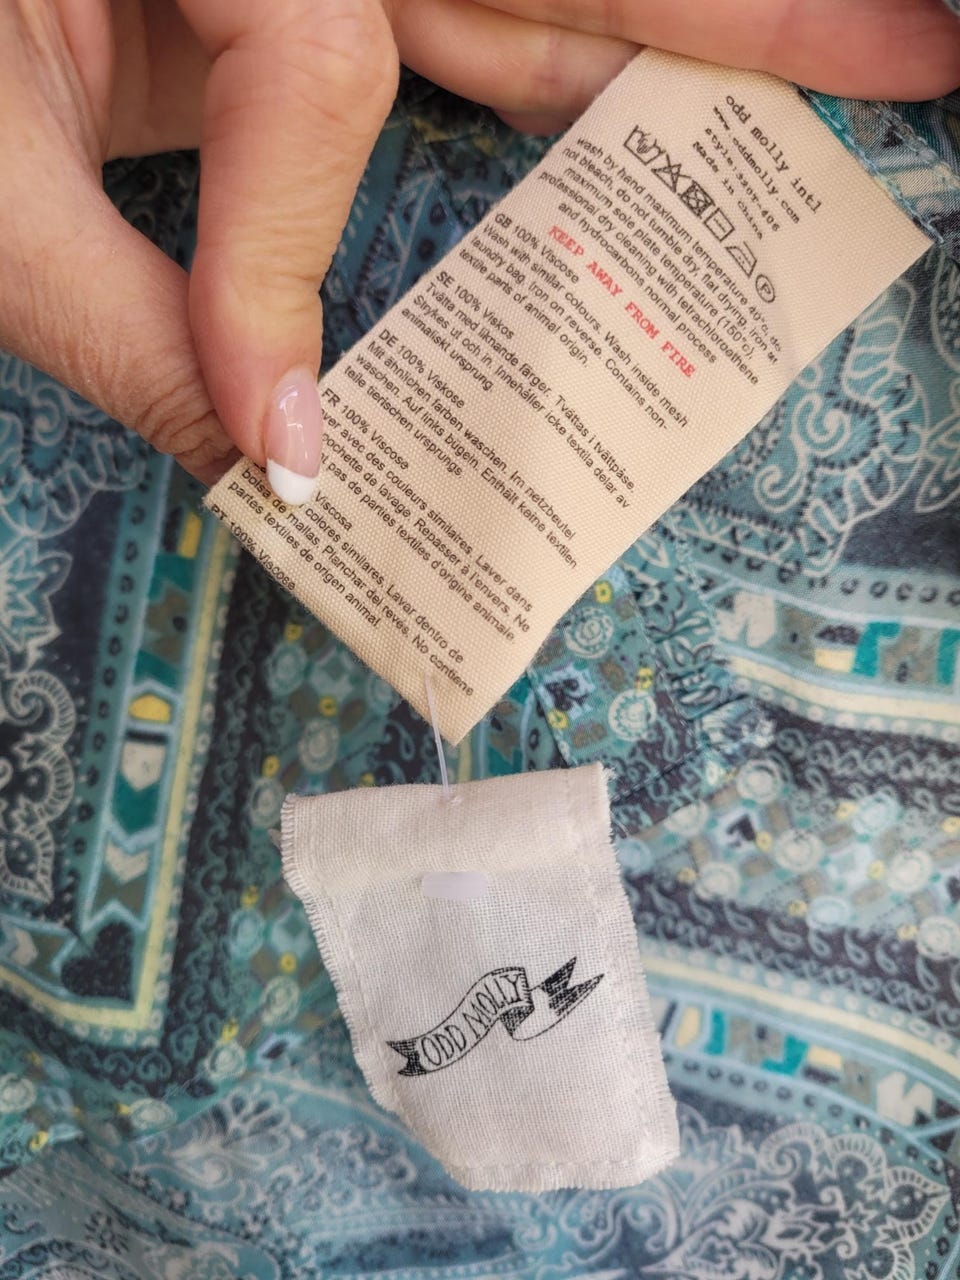 odd molly intl
www.oddmolly.com
Made in China
wash by hand maximum temperature 40°c, do
not bleach, do not tumble dry, flat drying, iron at
maximum sole plate temperature (150°c),
professional dry cleaning with tetrachloroethene
and hydrocarbons normal process
KEEP AWAY FROM FIRE
GB 100% Viscose
Wash with similar colours. Wash inside mesh
laundry bag. Iron on reverse. Contains non-
textile parts of animal origin.
SE 100% Viskos
Tvätta med liknande färger. Tvättas i tvättpåse.
Strykes ut och in. Innehåller icke textila delar av
animaliskt ursprung
DE 100% Viskose
Mit ähnlichen farben waschen. Im netzbeutel
waschen. Auf links bügeln. Enthält keine textilen
teile tierischen ursprungs.
FR 100% Viscose
avec des couleurs similaires. Laver dans
pochette de lavage. Repasser à l'envers. Ne
pas de parties textiles d'origine animale.
Viscosa
colores similares. Lavar dentro de
bolsa de mallas. Planchar del revés. No contiene
partes textiles de origen animal
PT 100% Viscose
ODD MOLLY